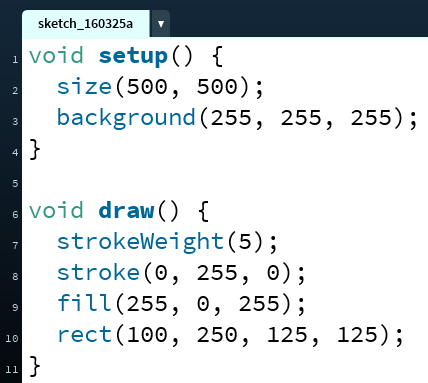 sketch_160325a ▼
1 void setup() {
2   size(500, 500);
3   background(255, 255, 255);
4 }
5
6 void draw() {
7   strokeWeight(5);
8   stroke(0, 255, 0);
9   fill(255, 0, 255);
10   rect(100, 250, 125, 125);
11 }